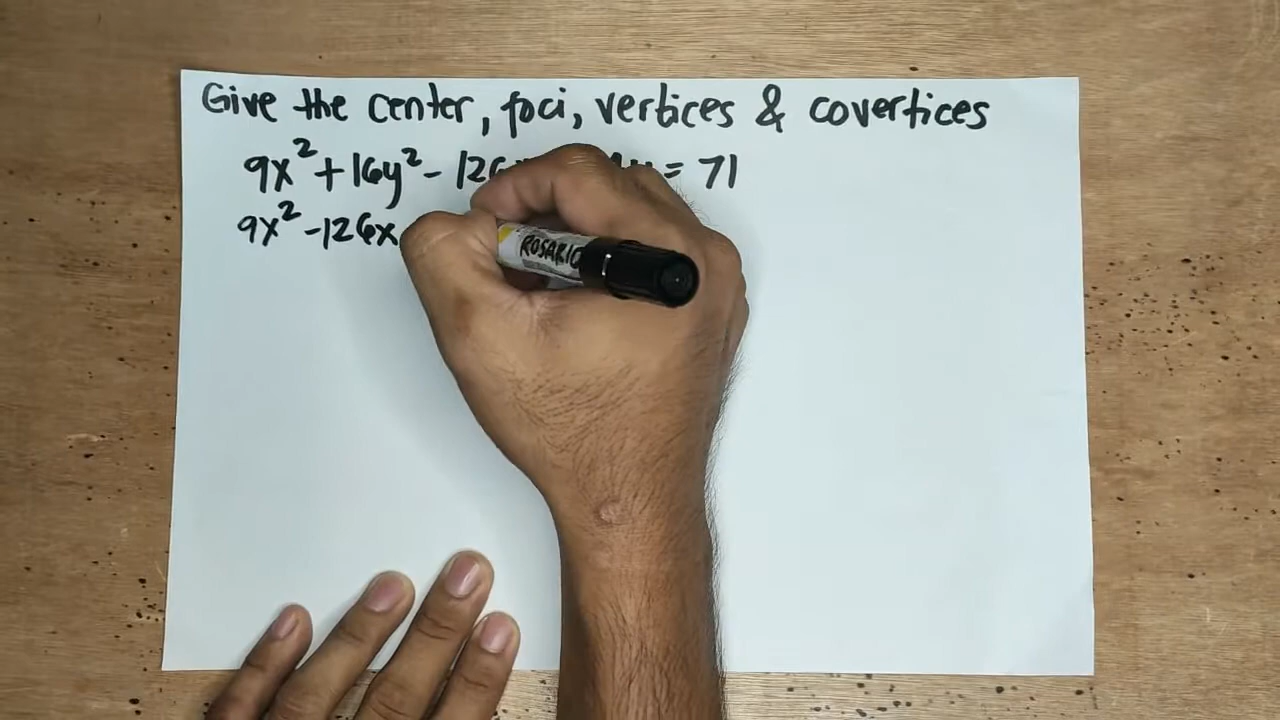 Give the center, foci, vertices & covertices
9x² + 16y² - 126x = 71
9x² - 126x
ROSARIO